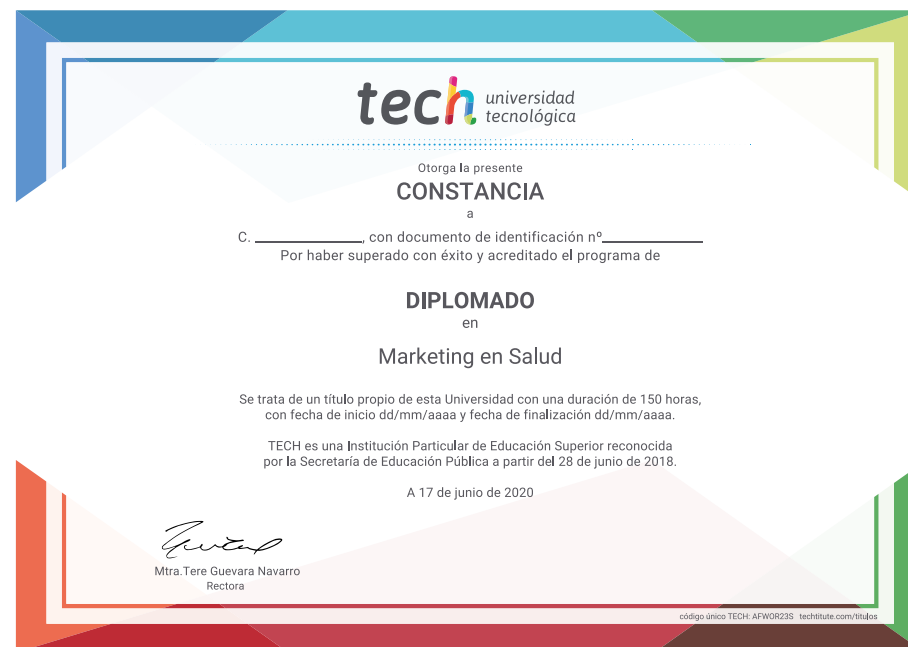 tech universidad
tecnológica
Otorga la presente
CONSTANCIA
a
C. ____________, con documento de identificación nº____________
Por haber superado con éxito y acreditado el programa de
DIPLOMADO
en
Marketing en Salud
Se trata de un título propio de esta Universidad con una duración de 150 horas,
con fecha de inicio dd/mm/aaaa y fecha de finalización dd/mm/aaaa.
TECH es una Institución Particular de Educación Superior reconocida
por la Secretaría de Educación Pública a partir del 28 de junio de 2018.
A 17 de junio de 2020
Mtra.Tere Guevara Navarro
Rectora
código único TECH: AFWOR23S techtitute.com/titulos